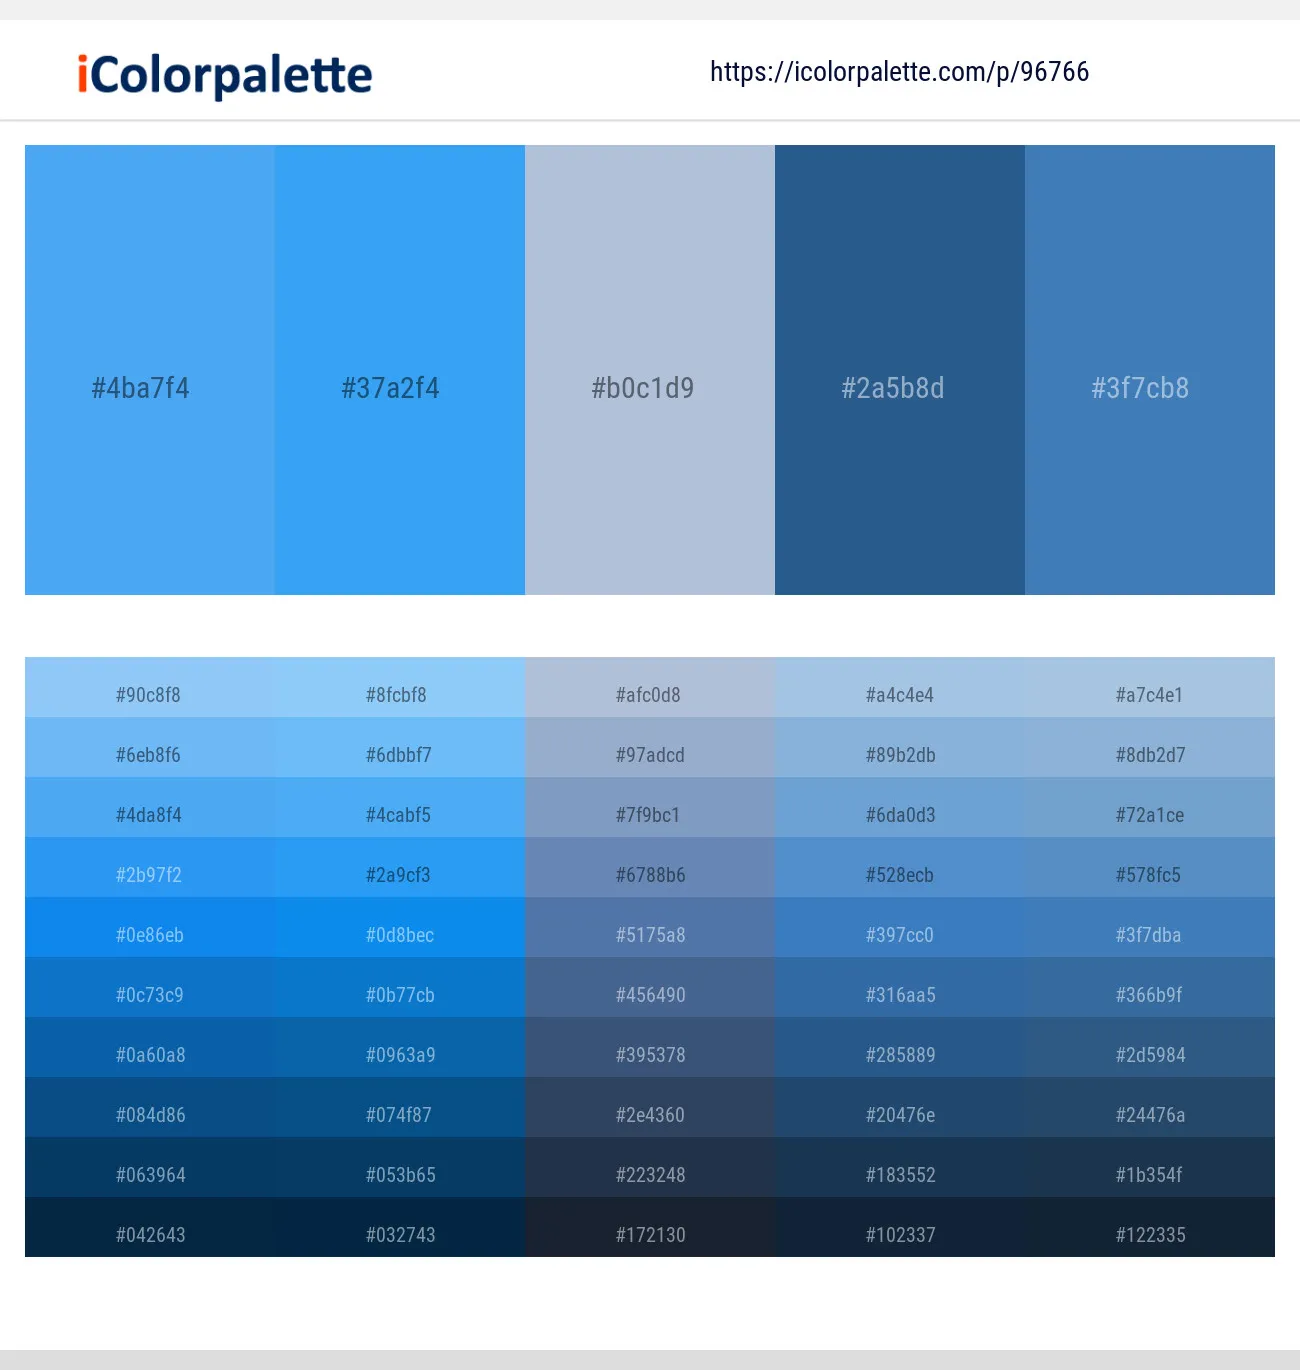 iColorpalette
https://icolorpalette.com/p/96766
#4ba7f4 #37a2f4 #b0c1d9 #2a5b8d #3f7cb8
#90c8f8 #8fcbf8 #afc0d8 #a4c4e4 #a7c4e1
#6eb8f6 #6dbbf7 #97adcd #89b2db #8db2d7
#4da8f4 #4cabf5 #7f9bc1 #6da0d3 #72a1ce
#2b97f2 #2a9cf3 #6788b6 #528ecb #578fc5
#0e86eb #0d8bec #5175a8 #397cc0 #3f7dba
#0c73c9 #0b77cb #456490 #316aa5 #366b9f
#0a60a8 #0963a9 #395378 #285889 #2d5984
#084d86 #074f87 #2e4360 #20476e #24476a
#063964 #053b65 #223248 #183552 #1b354f
#042643 #032743 #172130 #102337 #122335